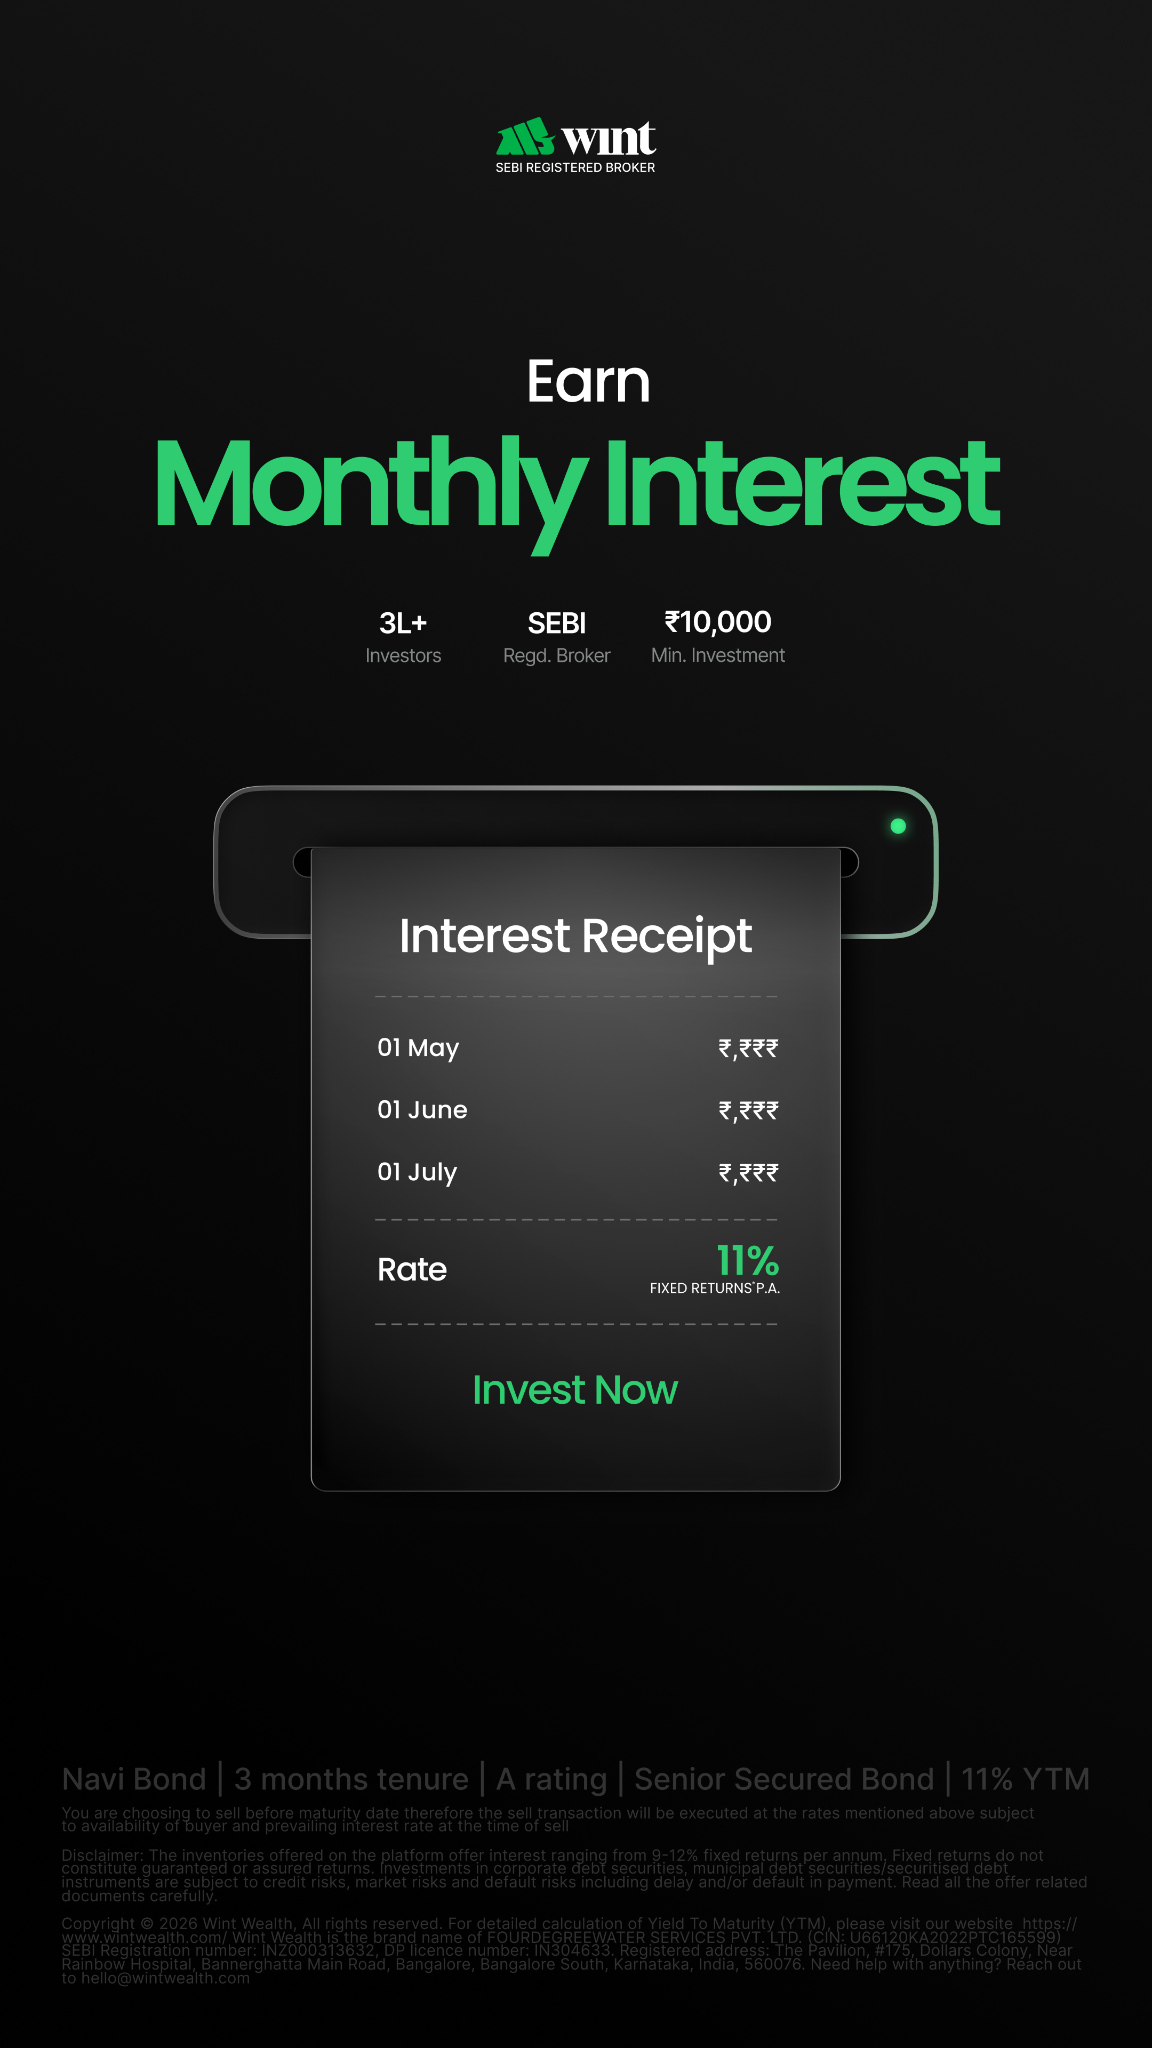 wint
SEBI REGISTERED BROKER
Earn
Monthly Interest
3L+ SEBI ₹10,000
Investors Regd. Broker Min. Investment
Interest Receipt
01 May ₹,₹₹₹
01 June ₹,₹₹₹
01 July ₹,₹₹₹
Rate 11%
FIXED RETURNS*P.A.
Invest Now
Navi Bond | 3 months tenure | A rating | Senior Secured Bond | 11% YTM
You are choosing to sell before maturity date therefore the sell transaction will be executed at the rates mentioned above subject
to availability of buyer and prevailing interest rate at the time of sell
Disclaimer: The inventories offered on the platform offer interest ranging from 9-12% fixed returns per annum. Fixed returns do not
constitute guaranteed or assured returns. Investments in corporate debt securities, municipal debt securities/securitised debt
instruments are subject to credit risks, market risks and default risks including delay and/or default in payment. Read all the offer related
documents carefully.
Copyright © 2026 Wint Wealth, All rights reserved. For detailed calculation of Yield To Maturity (YTM), please visit our website https://
www.wintwealth.com/ Wint Wealth is the brand name of FOURDEGREEWATER SERVICES PVT. LTD. (CIN: U66120KA2022PTC165599)
SEBI Registration number: INZ000313632, DP licence number: IN304633. Registered address: The Pavilion, #175, Dollars Colony, Near
Rainbow Hospital, Bannerghatta Main Road, Bangalore, Bangalore South, Karnataka, India, 560076. Need help with anything? Reach out
to hello@wintwealth.com